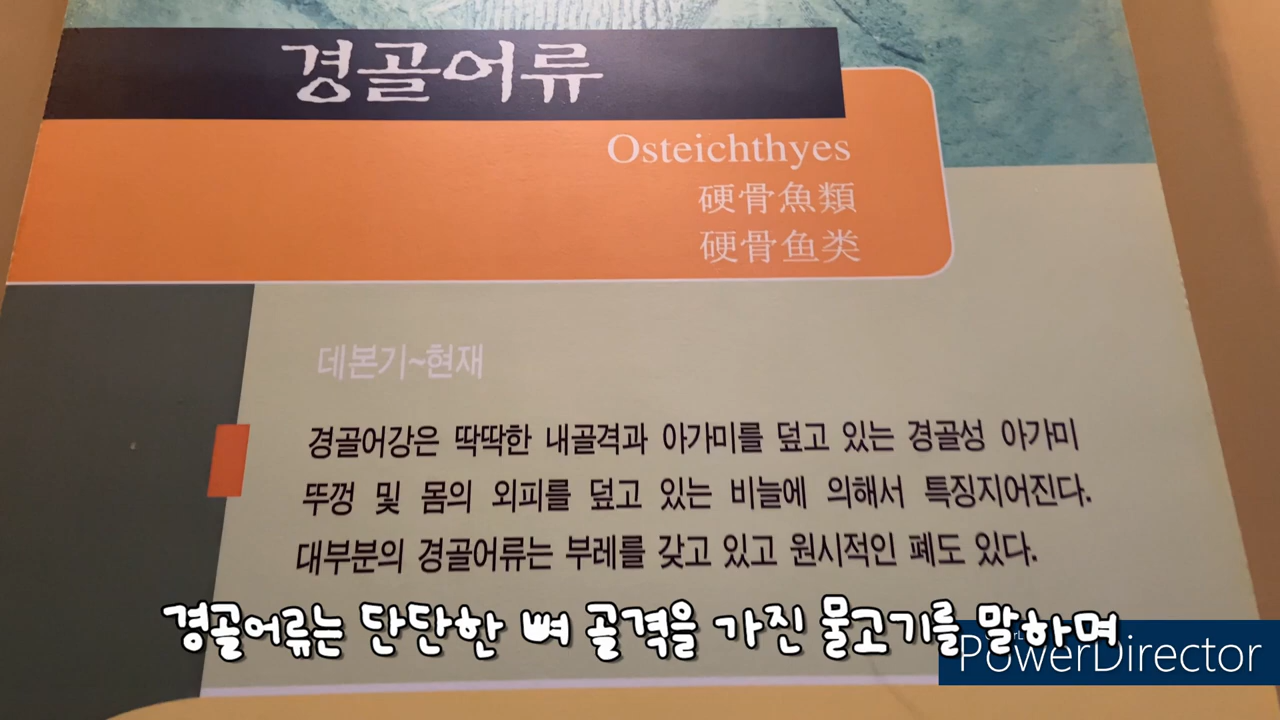 경골어류
Osteichthyes
硬骨魚類
硬骨鱼类
데본기~현재
경골어강은 딱딱한 내골격과 아가미를 덮고 있는 경골성 아가미
뚜껑 및 몸의 외피를 덮고 있는 비늘에 의해서 특징지어진다.
대부분의 경골어류는 부레를 갖고 있고 원시적인 폐도 있다.
경골어류는 단단한 뼈 골격을 가진 물고기를 말하며
PowerDirector